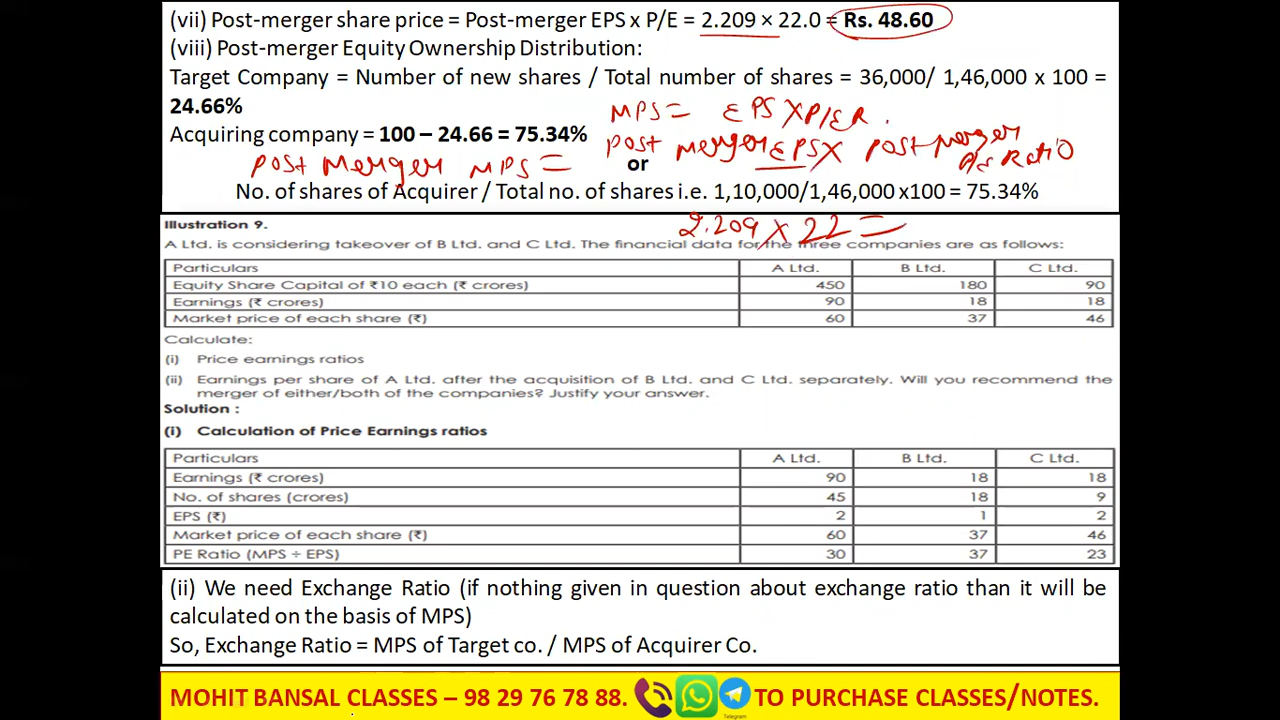 (vii) Post-merger share price = Post-merger EPS x P/E = 2.209 × 22.0 = Rs. 48.60
(viii) Post-merger Equity Ownership Distribution:
Target Company = Number of new shares / Total number of shares = 36,000/ 1,46,000 x 100 =
24.66%
MPS = EPS X P/E R.
Acquiring company = 100 – 24.66 = 75.34%
POST MERGER MPS = Post merger EPS X Post-merger P/E Ratio
or
No. of shares of Acquirer / Total no. of shares i.e. 1,10,000/1,46,000 x100 = 75.34%
2.209 X 22 =
Illustration 9.
A Ltd. is considering takeover of B Ltd. and C Ltd. The financial data for the three companies are as follows:
Particulars A Ltd. B Ltd. C Ltd.
Equity Share Capital of ₹10 each (₹ crores) 450 180 90
Earnings (₹ crores) 90 18 18
Market price of each share (₹) 60 37 46
Calculate:
(i) Price earnings ratios
(ii) Earnings per share of A Ltd. after the acquisition of B Ltd. and C Ltd. separately. Will you recommend the
merger of either/both of the companies? Justify your answer.
Solution :
(i) Calculation of Price Earnings ratios
Particulars A Ltd. B Ltd. C Ltd.
Earnings (₹ crores) 90 18 18
No. of shares (crores) 45 18 9
EPS (₹) 2 1 2
Market price of each share (₹) 60 37 46
PE Ratio (MPS ÷ EPS) 30 37 23
(ii) We need Exchange Ratio (if nothing given in question about exchange ratio than it will be
calculated on the basis of MPS)
So, Exchange Ratio = MPS of Target co. / MPS of Acquirer Co.
MOHIT BANSAL CLASSES – 98 29 76 78 88. TO PURCHASE CLASSES/NOTES.
Telegram